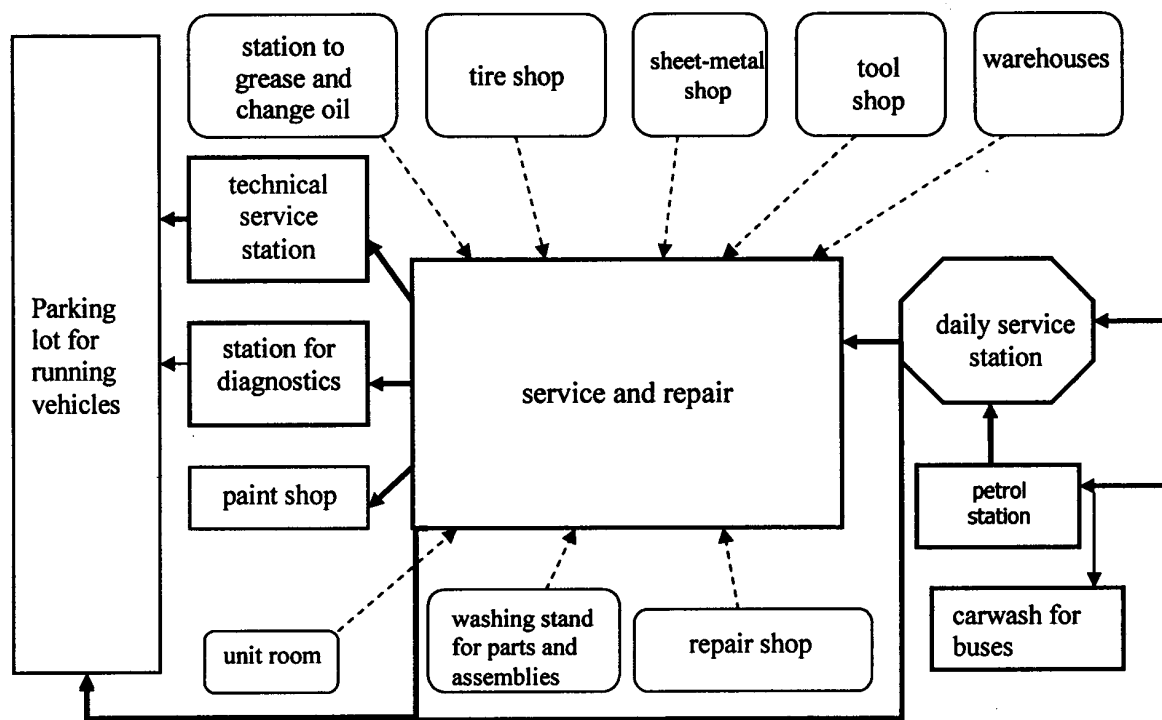 station to
grease and
change oil
tire shop
sheet-metal
shop
tool
shop
warehouses
technical
service
station
Parking
lot for
running
vehicles
station for
diagnostics
service and repair
daily service
station
paint shop
petrol
station
unit room
washing stand
for parts and
assemblies
repair shop
carwash for
buses